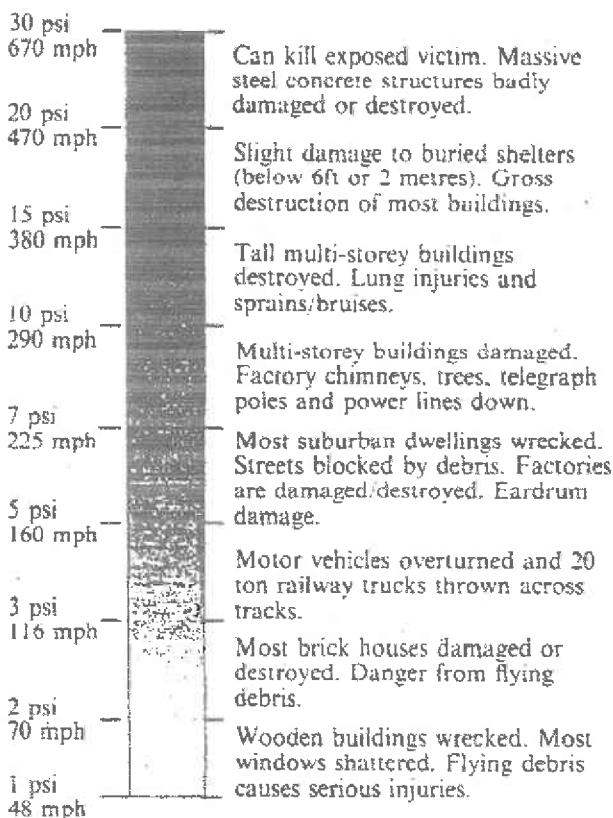 30 psi
670 mph
Can kill exposed victim. Massive
steel concrete structures badly
damaged or destroyed.
20 psi
470 mph
Slight damage to buried shelters
(below 6ft or 2 metres). Gross
destruction of most buildings.
15 psi
380 mph
Tall multi-storey buildings
destroyed. Lung injuries and
sprains/bruises.
10 psi
290 mph
Multi-storey buildings damaged.
Factory chimneys, trees, telegraph
poles and power lines down.
7 psi
225 mph
Most suburban dwellings wrecked.
Streets blocked by debris. Factories
are damaged/destroyed. Eardrum
damage.
5 psi
160 mph
Motor vehicles overturned and 20
ton railway trucks thrown across
tracks.
3 psi
116 mph
Most brick houses damaged or
destroyed. Danger from flying
debris.
2 psi
70 mph
Wooden buildings wrecked. Most
windows shattered. Flying debris
causes serious injuries.
1 psi
48 mph